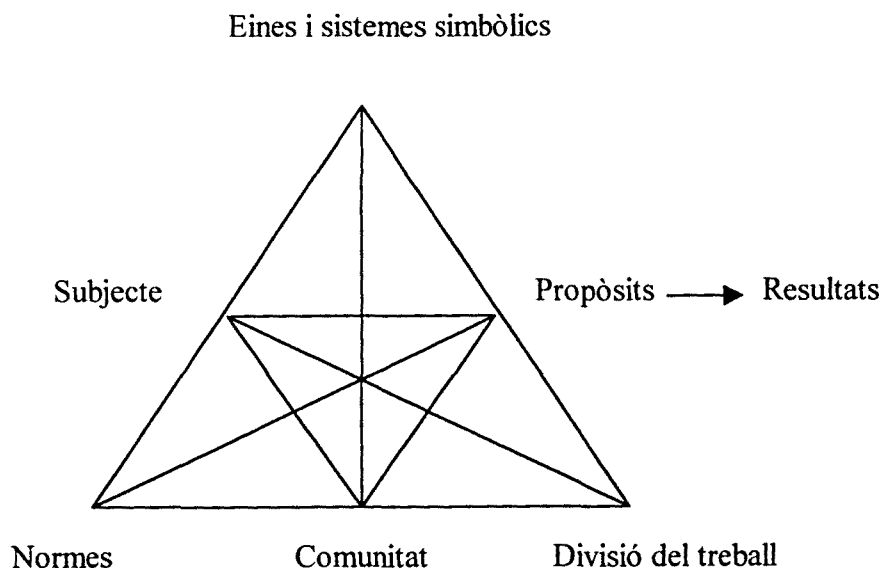 Eines i sistemes simbòlics
Subjecte
Propòsits
Resultats
Normes
Comunitat
Divisió del treball